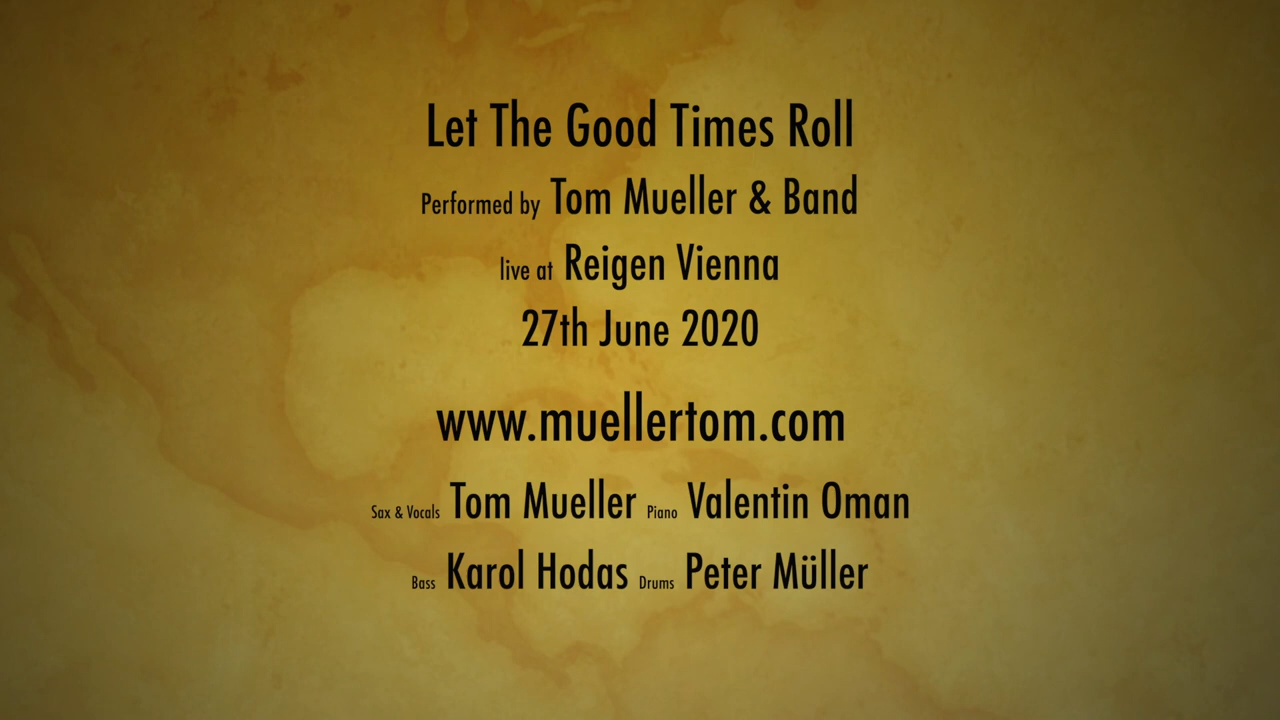 Let The Good Times Roll
Performed by Tom Mueller & Band
live at Reigen Vienna
27th June 2020
www.muellertom.com
Sax & Vocals Tom Mueller Piano Valentin Oman
Bass Karol Hodas Drums Peter Müller